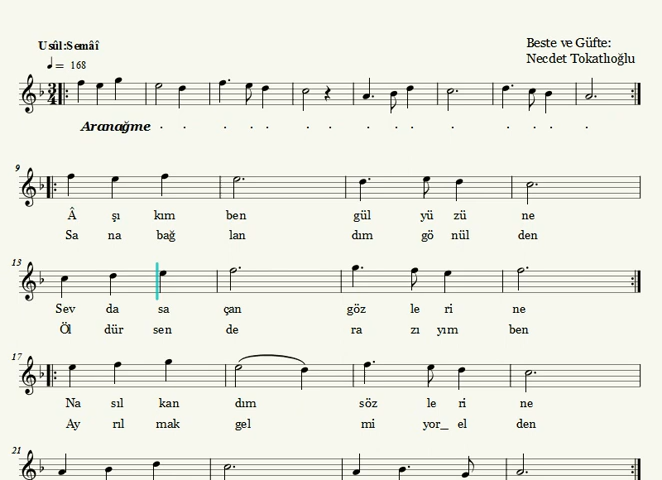 Usûl:Semâî
Beste ve Güfte:
♩ = 168
Necdet Tokatlıoğlu
3/4
Aranağme . . . . . . . . . . .
9
Â şı kım ben gül yü zü ne
Sa na bağ lan dım gö nül den
13
Sev da sa çan göz le ri ne
Öl dür sen de ra zı yım ben
17
Na sıl kan dım söz le ri ne
Ay rıl mak gel mi yor_ el den
21